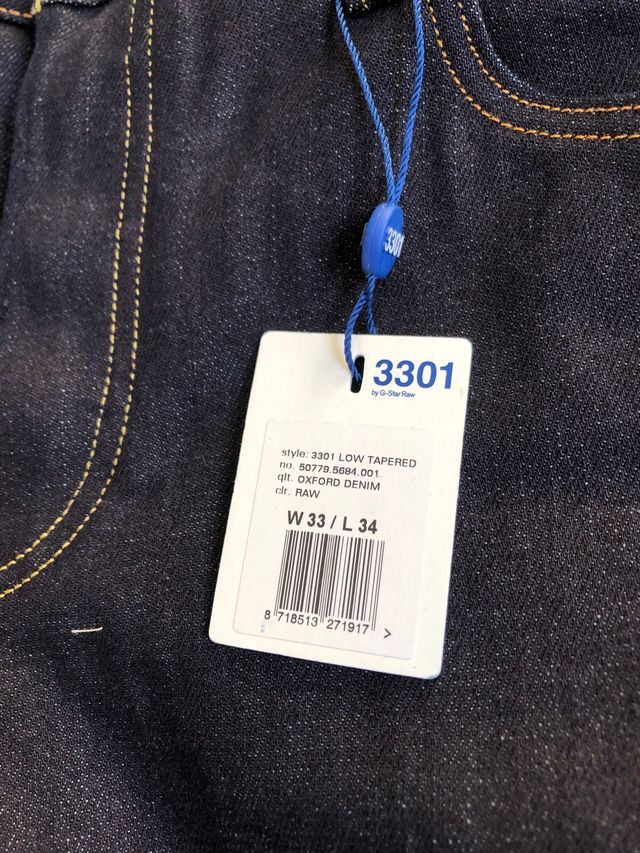 3301
3301
by G-Star Raw
style: 3301 LOW TAPERED
no. 50779.5684.001.
qlt. OXFORD DENIM
clr. RAW
W 33 / L 34
8 718513 271917 >